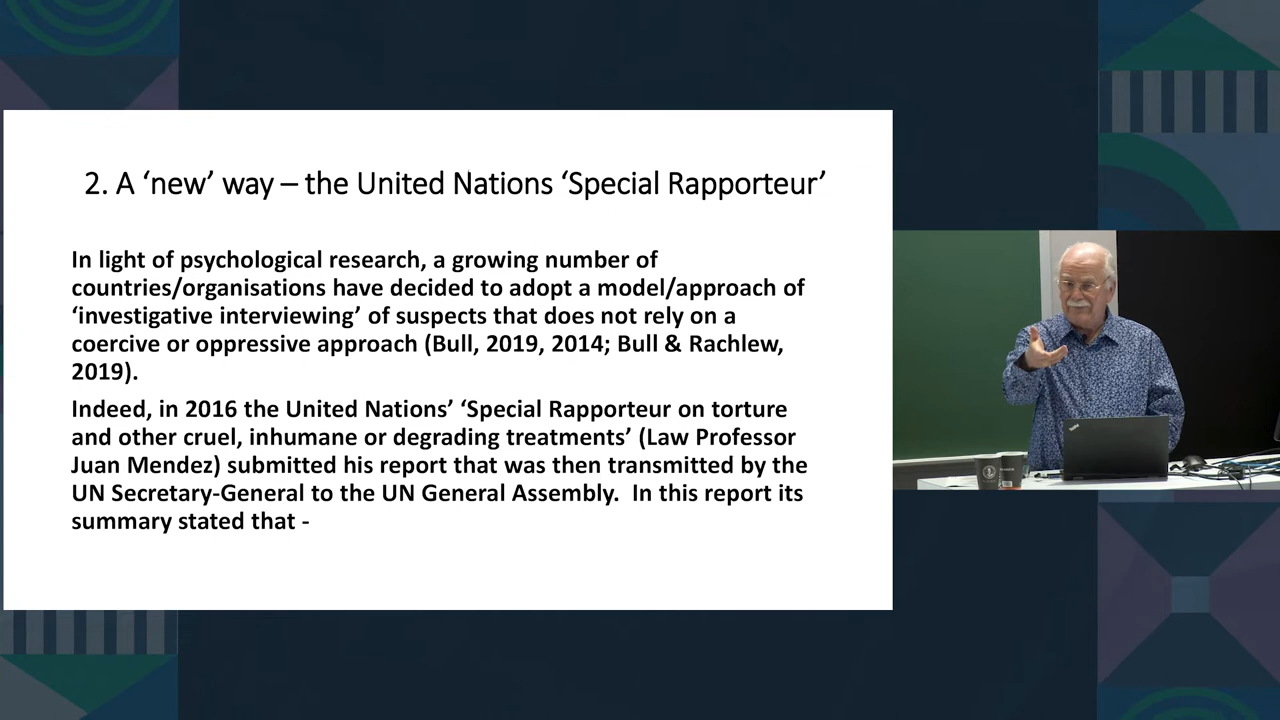 2. A ‘new’ way – the United Nations ‘Special Rapporteur’
In light of psychological research, a growing number of
countries/organisations have decided to adopt a model/approach of
‘investigative interviewing’ of suspects that does not rely on a
coercive or oppressive approach (Bull, 2019, 2014; Bull & Rachlew,
2019).
Indeed, in 2016 the United Nations’ ‘Special Rapporteur on torture
and other cruel, inhumane or degrading treatments’ (Law Professor
Juan Mendez) submitted his report that was then transmitted by the
UN Secretary-General to the UN General Assembly.  In this report its
summary stated that -